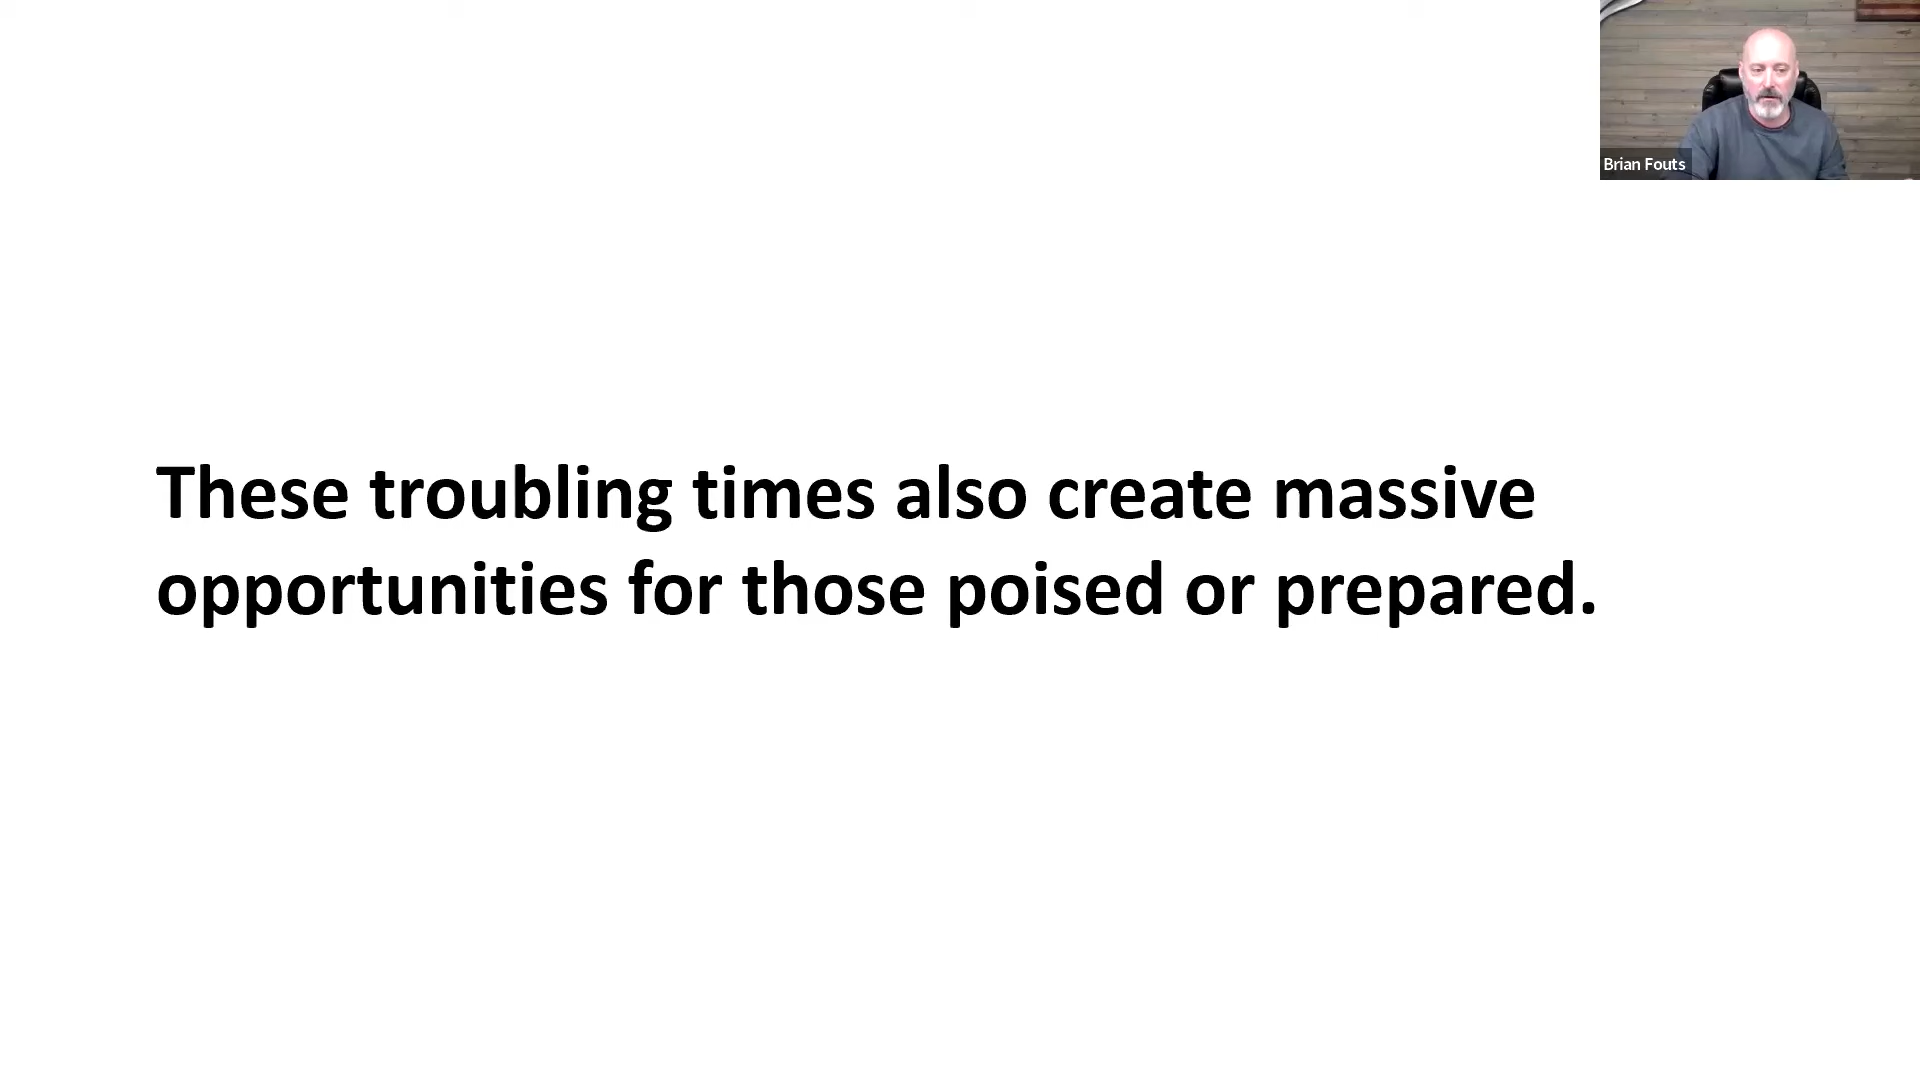 Brian Fouts
These troubling times also create massive
opportunities for those poised or prepared.